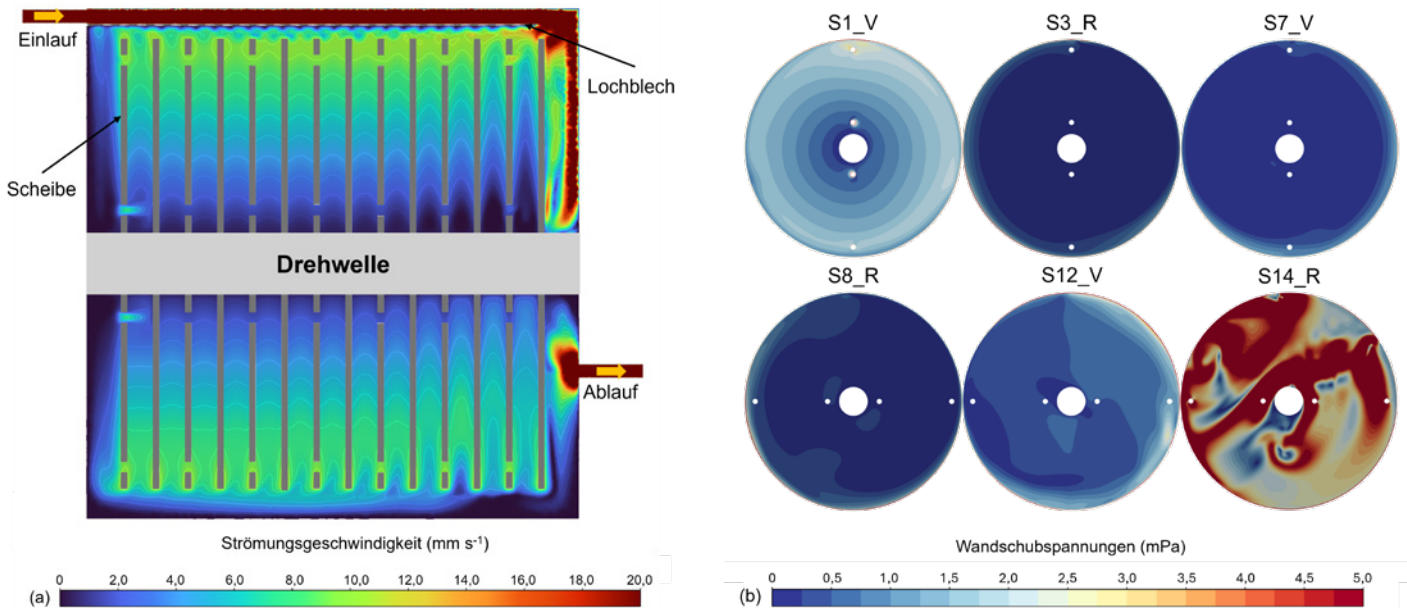 Einlauf
Lochblech
Scheibe
Drehwelle
Ablauf
Strömungsgeschwindigkeit (mm s⁻¹)
(a) 0 2,0 4,0 6,0 8,0 10,0 12,0 14,0 16,0 18,0 20,0
S1_V S3_R S7_V
S8_R S12_V S14_R
Wandschubspannungen (mPa)
(b) 0 0,5 1,0 1,5 2,0 2,5 3,0 3,5 4,0 4,5 5,0